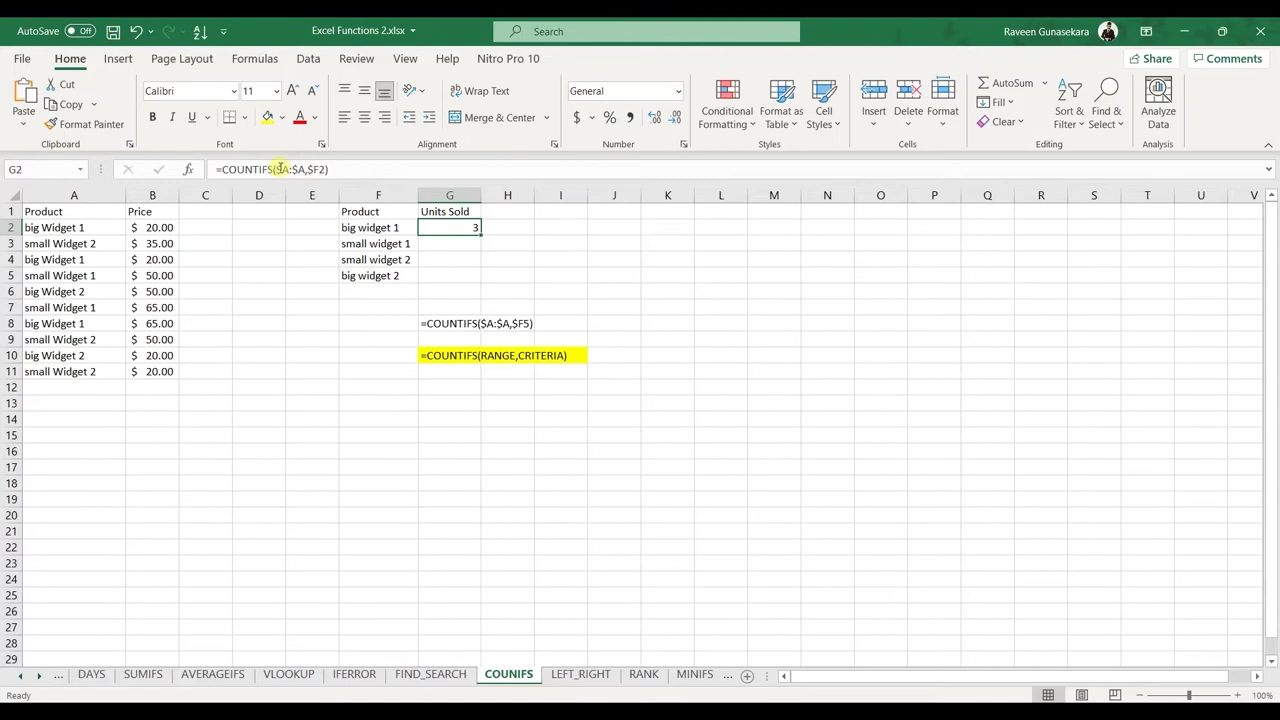 AutoSave Off Excel Functions 2.xlsx Search Raveen Gunasekara
File Home Insert Page Layout Formulas Data Review View Help Nitro Pro 10 Share Comments
Paste Cut Copy Format Painter Clipboard
Calibri 11 B I U Font
Wrap Text Merge & Center Alignment
General $ % , Number
Conditional Formatting Format as Table Cell Styles Styles
Insert Delete Format Cells
AutoSum Fill Clear Sort & Filter Find & Select Editing
Analyze Data Analysis
G2 fx =COUNTIFS($A:$A,$F2)
A B C D E F G H I J K L M N O P Q R S T U V
1 Product Price Product Units Sold
2 big Widget 1 $ 20.00 big widget 1 3
3 small Widget 2 $ 35.00 small widget 1
4 big Widget 1 $ 20.00 small widget 2
5 small Widget 1 $ 50.00 big widget 2
6 big Widget 2 $ 50.00
7 small Widget 1 $ 65.00
8 big Widget 1 $ 65.00 =COUNTIFS($A:$A,$F5)
9 small Widget 2 $ 50.00
10 big Widget 2 $ 20.00 =COUNTIFS(RANGE,CRITERIA)
11 small Widget 2 $ 20.00
12
13
14
15
16
17
18
19
20
21
22
23
24
25
26
27
28
29
... DAYS SUMIFS AVERAGEIFS VLOOKUP IFERROR FIND_SEARCH COUNIFS LEFT_RIGHT RANK MINIFS ...
Ready 100%